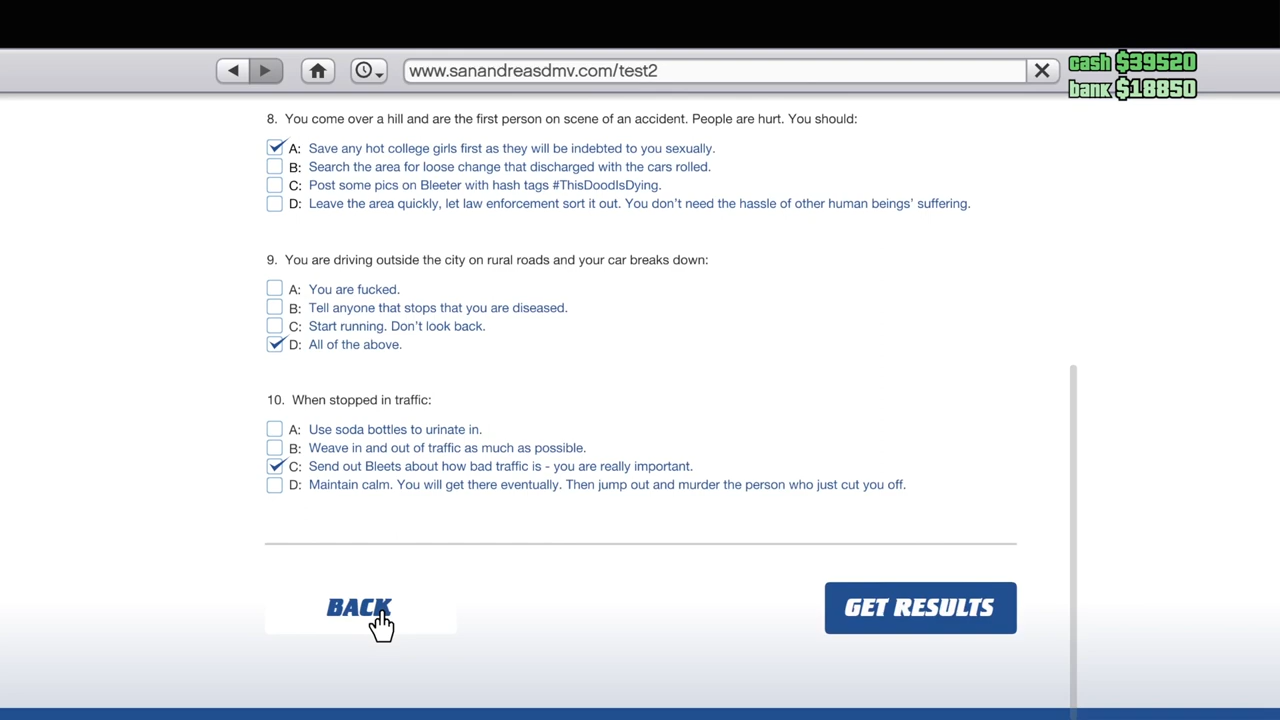 www.sanandreasdmv.com/test2
cash $39520
bank $18850
8. You come over a hill and are the first person on scene of an accident. People are hurt. You should:
A: Save any hot college girls first as they will be indebted to you sexually.
B: Search the area for loose change that discharged with the cars rolled.
C: Post some pics on Bleeter with hash tags #ThisDoodIsDying.
D: Leave the area quickly, let law enforcement sort it out. You don't need the hassle of other human beings' suffering.
9. You are driving outside the city on rural roads and your car breaks down:
A: You are fucked.
B: Tell anyone that stops that you are diseased.
C: Start running. Don't look back.
D: All of the above.
10. When stopped in traffic:
A: Use soda bottles to urinate in.
B: Weave in and out of traffic as much as possible.
C: Send out Bleets about how bad traffic is - you are really important.
D: Maintain calm. You will get there eventually. Then jump out and murder the person who just cut you off.
BACK
GET RESULTS